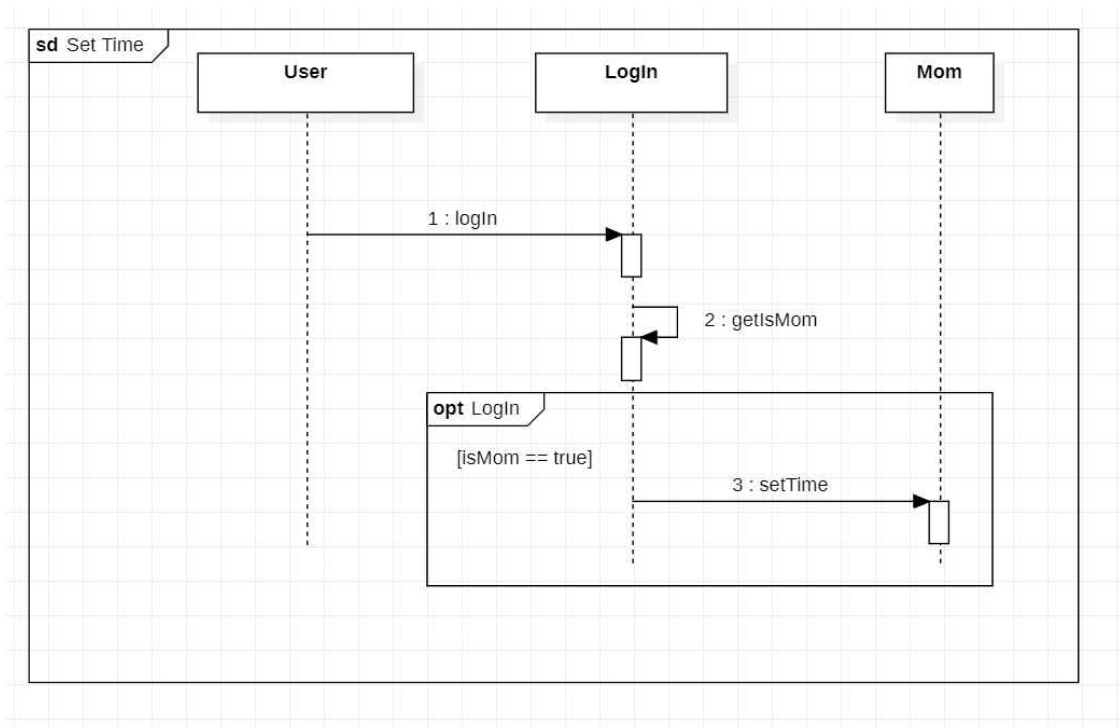 sd Set Time
User
LogIn
Mom
1 : logIn
2 : getIsMom
opt LogIn
[isMom == true]
3 : setTime